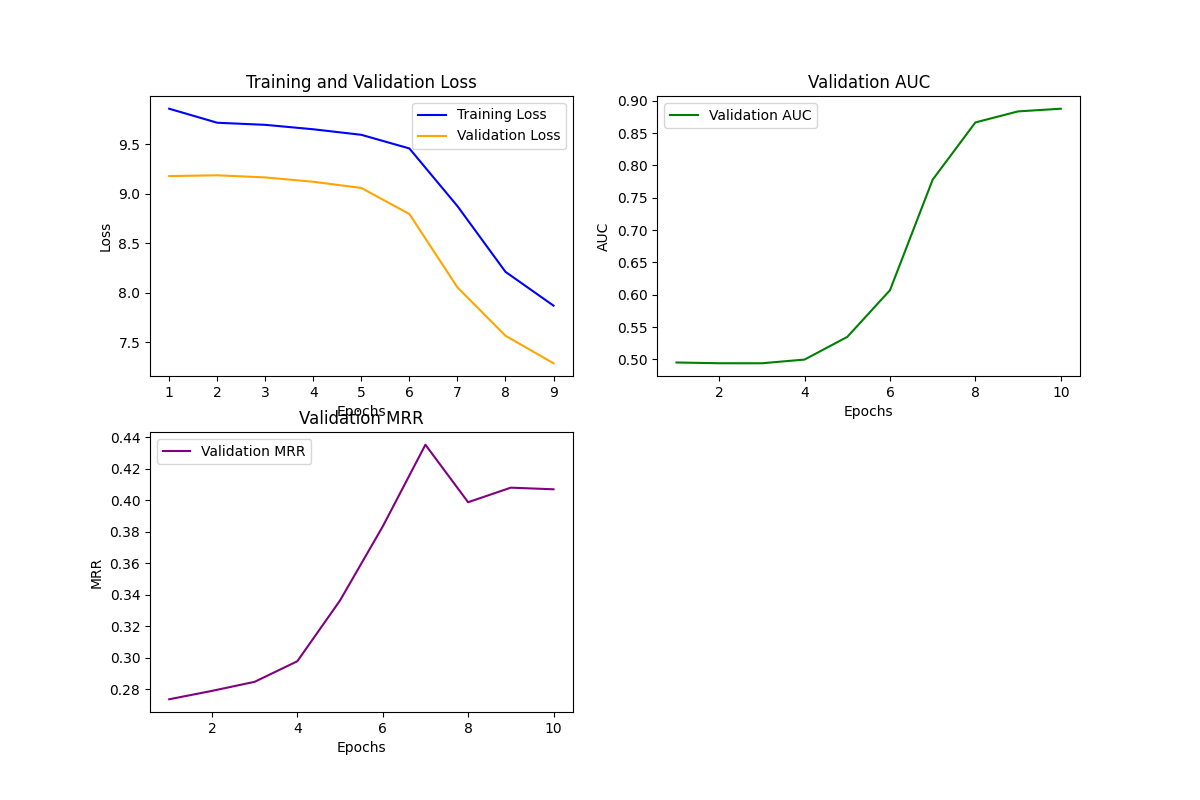 Training and Validation Loss
Training Loss
Validation Loss
9.5
9.0
8.5
8.0
7.5
Loss
1 2 3 4 5 6 7 8 9
Epochs
Validation AUC
Validation AUC
0.90
0.85
0.80
0.75
0.70
0.65
0.60
0.55
0.50
AUC
2 4 6 8 10
Epochs
Validation MRR
Validation MRR
0.44
0.42
0.40
0.38
0.36
0.34
0.32
0.30
0.28
MRR
2 4 6 8 10
Epochs